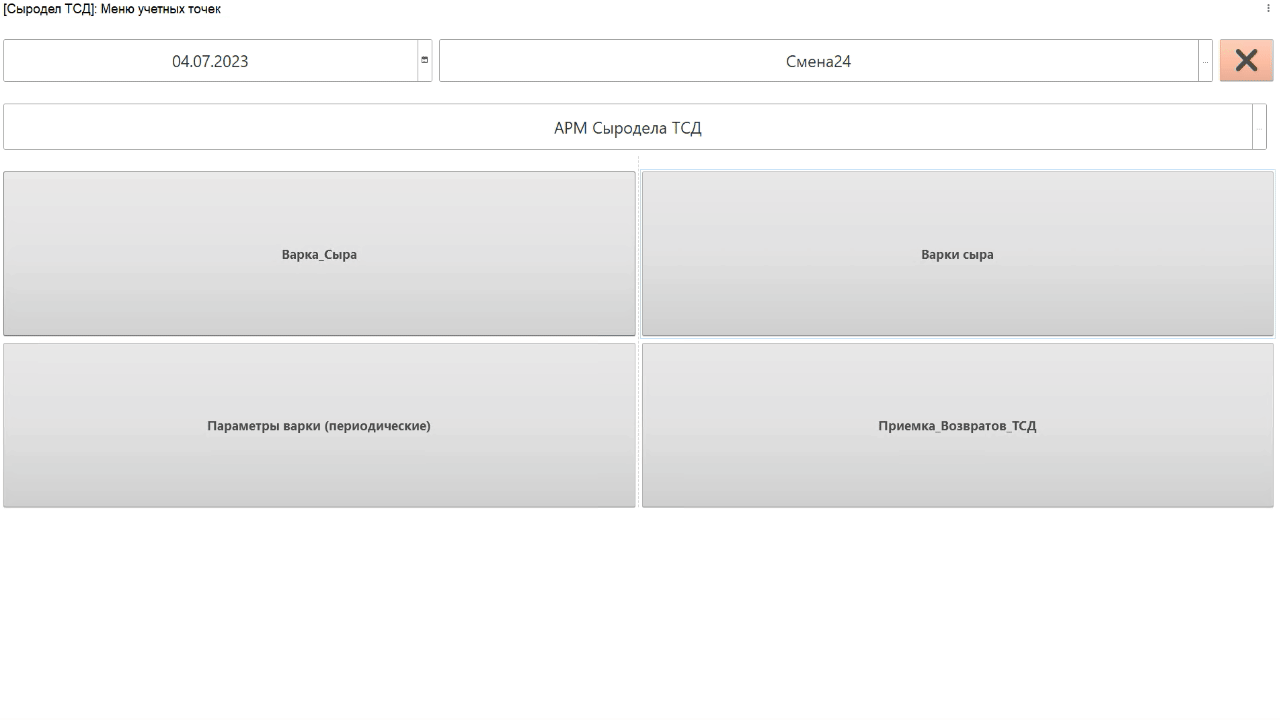 [Сыродел ТСД]: Меню учетных точек
04.07.2023
Смена24
...
АРМ Сыродела ТСД
...
Варка_Сыра
Варки сыра
Параметры варки (периодические)
Приемка_Возвратов_ТСД